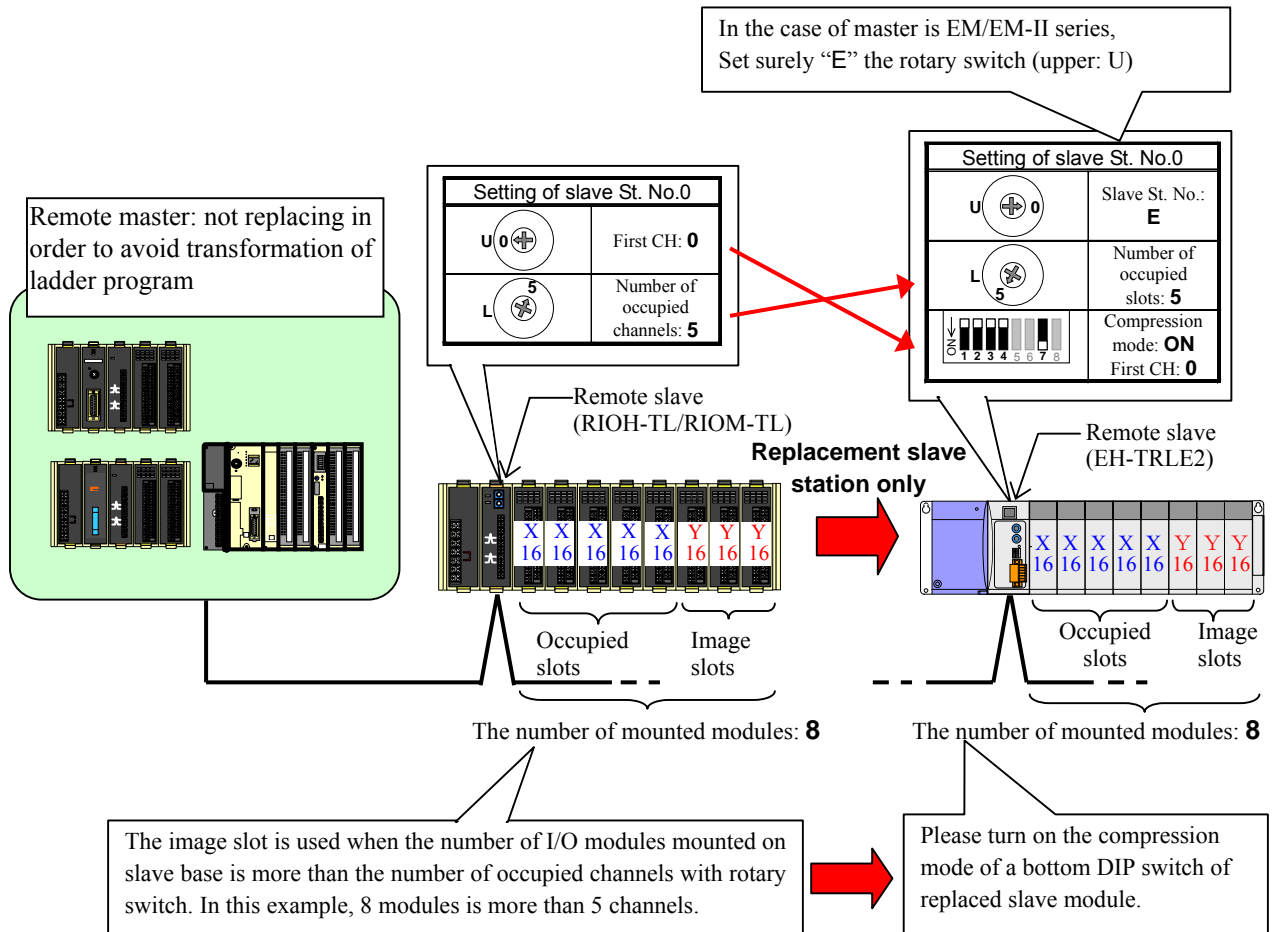 In the case of master is EM/EM-II series,
Set surely “E” the rotary switch (upper: U)
Setting of slave St. No.0
U 0
First CH: 0
5
L
Number of
occupied
channels: 5
Setting of slave St. No.0
U 0
Slave St. No.:
E
L
5
Number of
occupied
slots: 5
ON
1 2 3 4 5 6 7 8
Compression
mode: ON
First CH: 0
Remote master: not replacing in
order to avoid transformation of
ladder program
Remote slave
(RIOH-TL/RIOM-TL)
Replacement slave
station only
Remote slave
(EH-TRLE2)
X X X X X Y Y Y
16 16 16 16 16 16 16 16
X X X X X Y Y Y
16 16 16 16 16 16 16 16
Occupied
slots
Image
slots
Occupied
slots
Image
slots
The number of mounted modules: 8
The number of mounted modules: 8
The image slot is used when the number of I/O modules mounted on
slave base is more than the number of occupied channels with rotary
switch. In this example, 8 modules is more than 5 channels.
Please turn on the compression
mode of a bottom DIP switch of
replaced slave module.